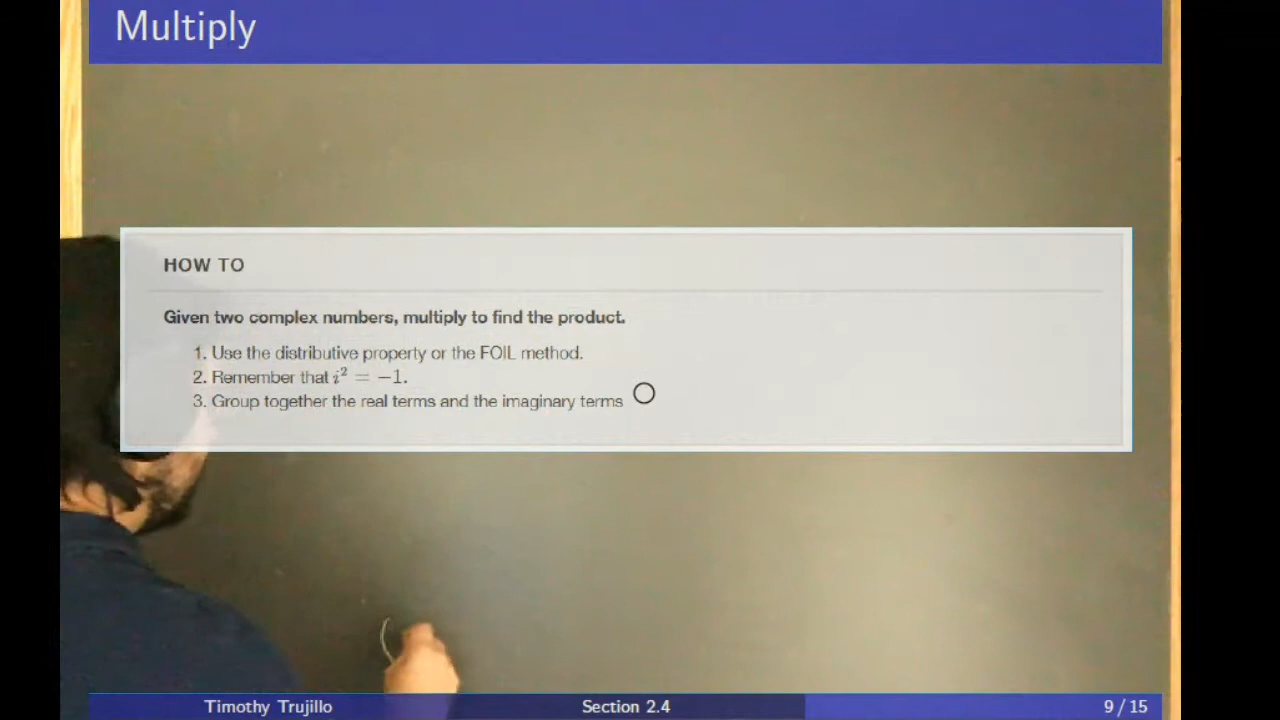 Multiply
HOW TO
Given two complex numbers, multiply to find the product.
1. Use the distributive property or the FOIL method.
2. Remember that i² = −1.
3. Group together the real terms and the imaginary terms
Timothy Trujillo Section 2.4 9 / 15